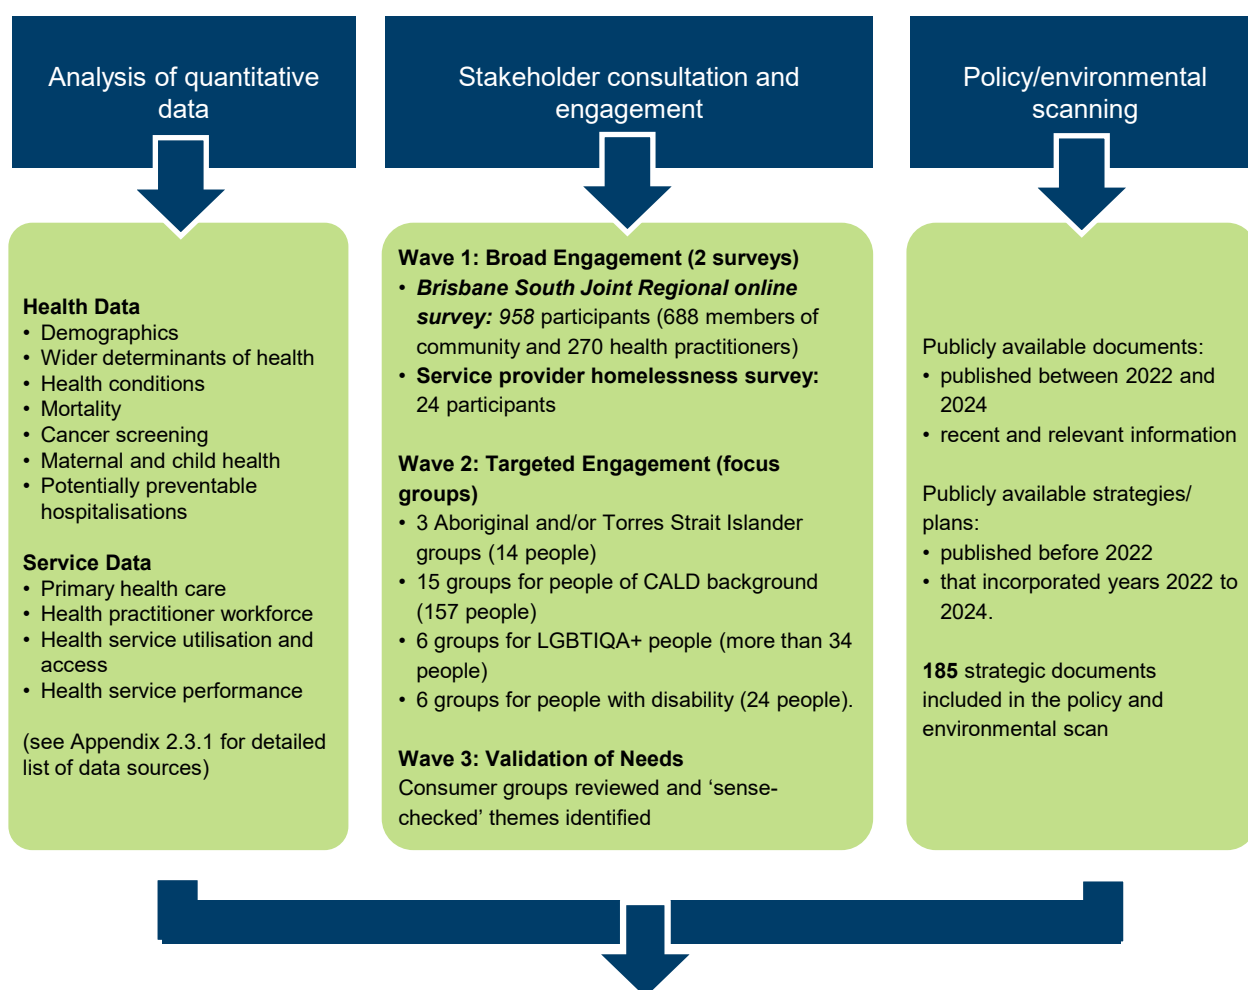 Analysis of quantitative
data
Stakeholder consultation and
engagement
Policy/environmental
scanning
Health Data
• Demographics
• Wider determinants of health
• Health conditions
• Mortality
• Cancer screening
• Maternal and child health
• Potentially preventable
hospitalisations
Service Data
• Primary health care
• Health practitioner workforce
• Health service utilisation and
access
• Health service performance
(see Appendix 2.3.1 for detailed
list of data sources)
Wave 1: Broad Engagement (2 surveys)
• Brisbane South Joint Regional online
survey: 958 participants (688 members of
community and 270 health practitioners)
• Service provider homelessness survey:
24 participants
Wave 2: Targeted Engagement (focus
groups)
• 3 Aboriginal and/or Torres Strait Islander
groups (14 people)
• 15 groups for people of CALD background
(157 people)
• 6 groups for LGBTIQA+ people (more than 34
people)
• 6 groups for people with disability (24 people).
Wave 3: Validation of Needs
Consumer groups reviewed and ‘sense-
checked’ themes identified
Publicly available documents:
• published between 2022 and
2024
• recent and relevant information
Publicly available strategies/
plans:
• published before 2022
• that incorporated years 2022 to
2024.
185 strategic documents
included in the policy and
environmental scan